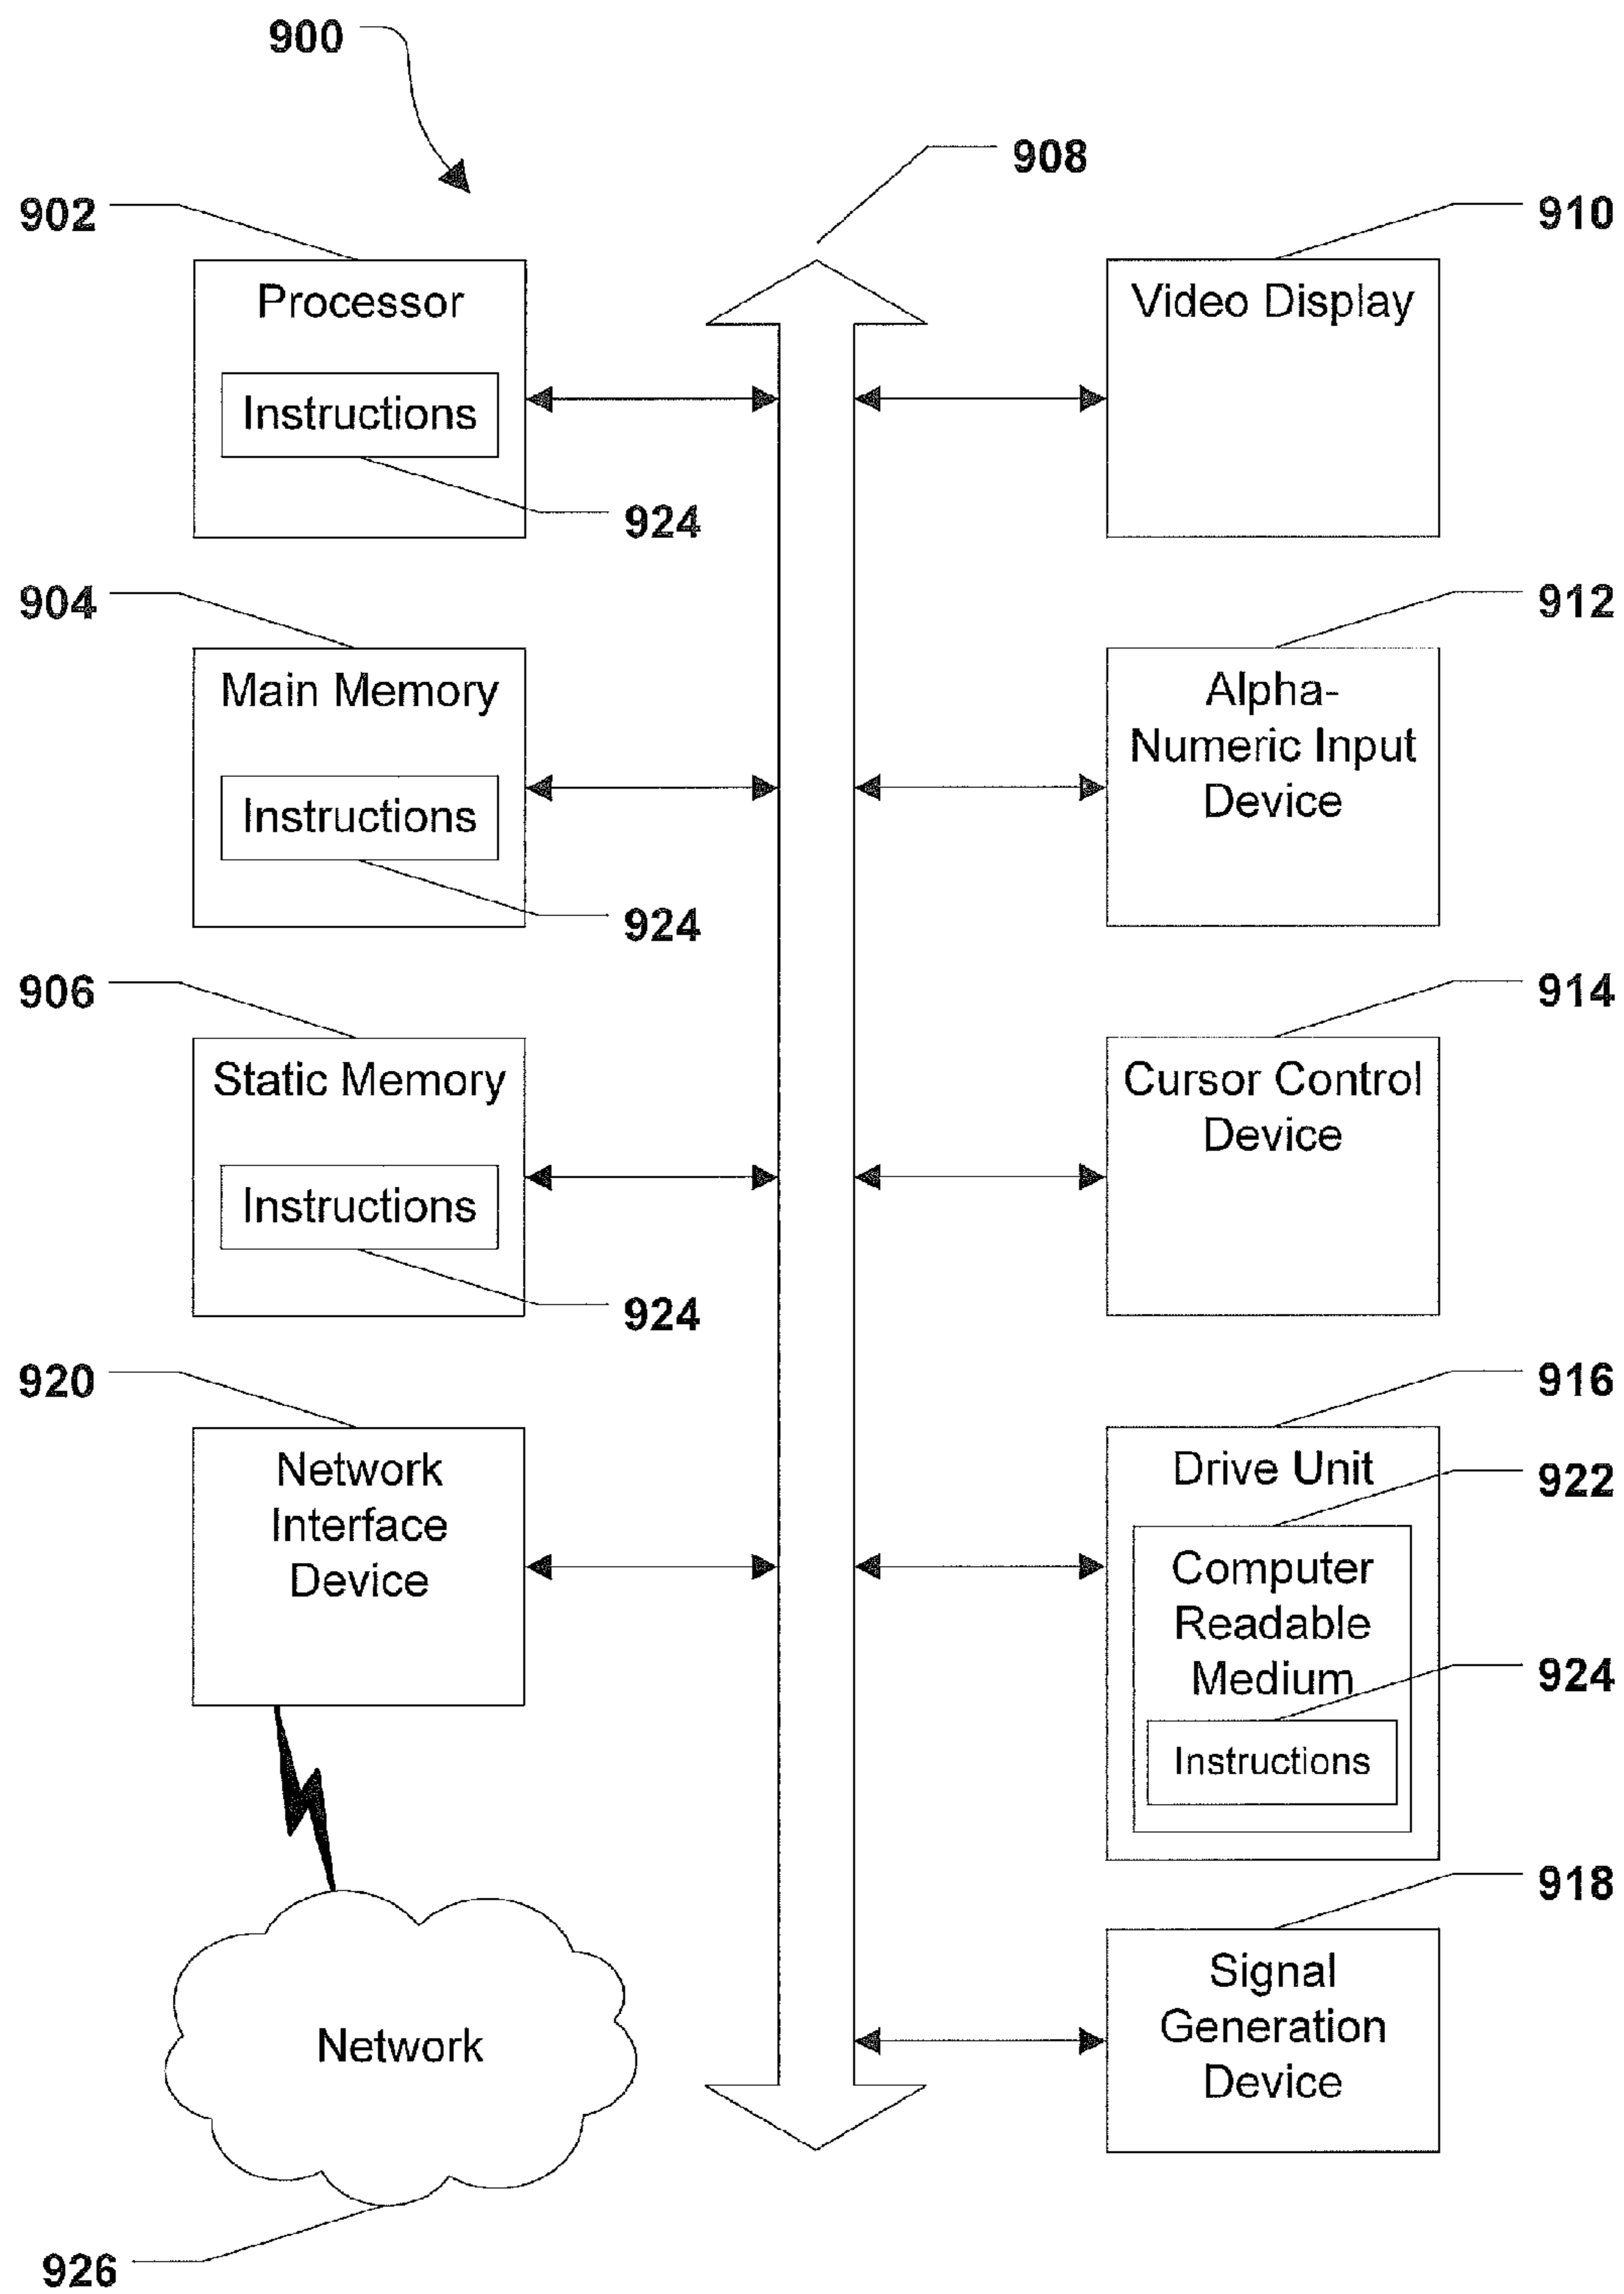 900
908
902
Processor
Instructions
924
910
Video Display
904
Main Memory
Instructions
924
912
Alpha-
Numeric Input
Device
906
Static Memory
Instructions
924
914
Cursor Control
Device
920
Network
Interface
Device
916
Drive Unit
922
Computer
Readable
Medium
924
Instructions
918
Signal
Generation
Device
Network
926